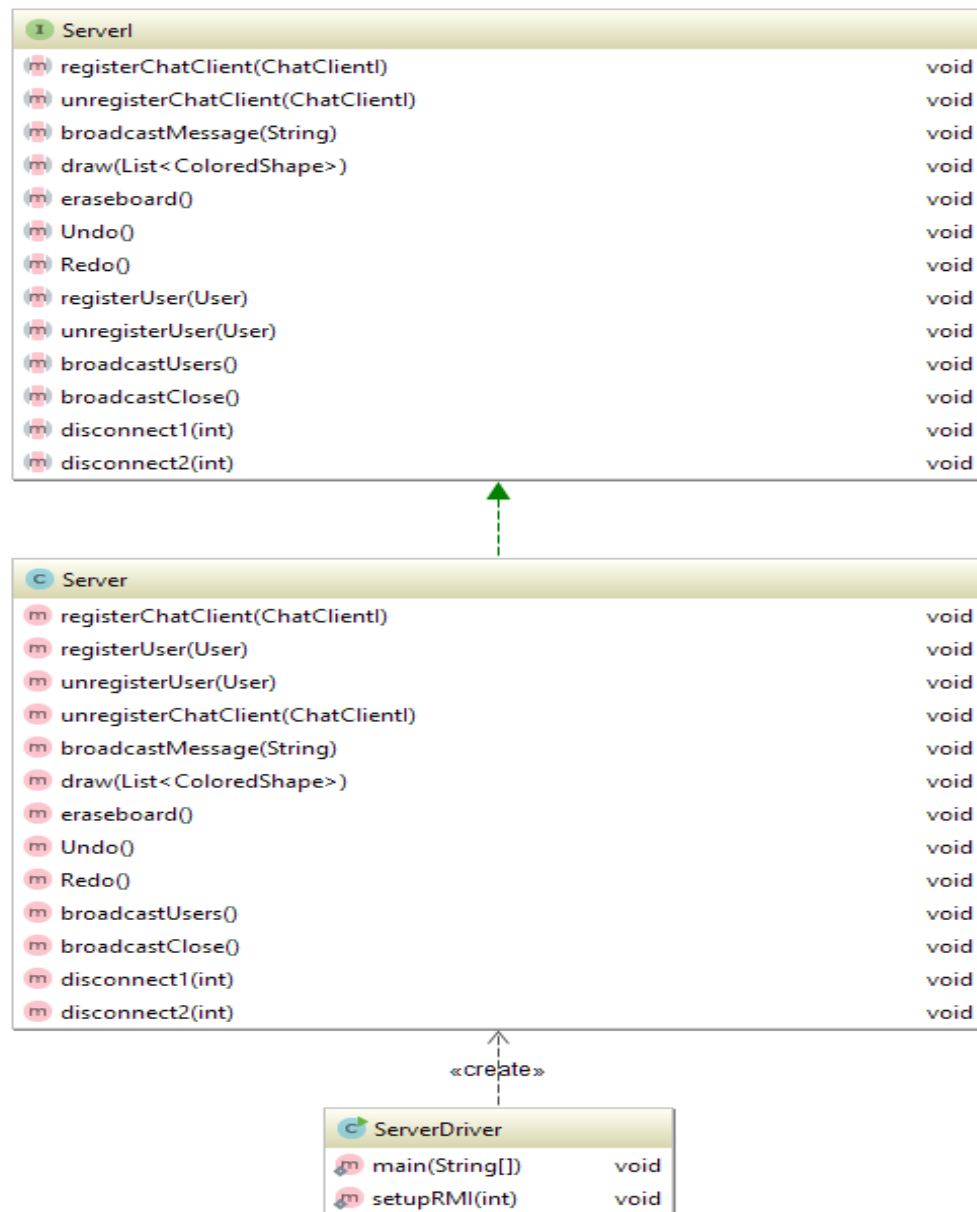 I ServerI
m registerChatClient(ChatClientI) void
m unregisterChatClient(ChatClientI) void
m broadcastMessage(String) void
m draw(List<ColoredShape>) void
m eraseboard() void
m Undo() void
m Redo() void
m registerUser(User) void
m unregisterUser(User) void
m broadcastUsers() void
m broadcastClose() void
m disconnect1(int) void
m disconnect2(int) void
C Server
m registerChatClient(ChatClientI) void
m registerUser(User) void
m unregisterUser(User) void
m unregisterChatClient(ChatClientI) void
m broadcastMessage(String) void
m draw(List<ColoredShape>) void
m eraseboard() void
m Undo() void
m Redo() void
m broadcastUsers() void
m broadcastClose() void
m disconnect1(int) void
m disconnect2(int) void
«create»
C ServerDriver
m main(String[]) void
m setupRMI(int) void